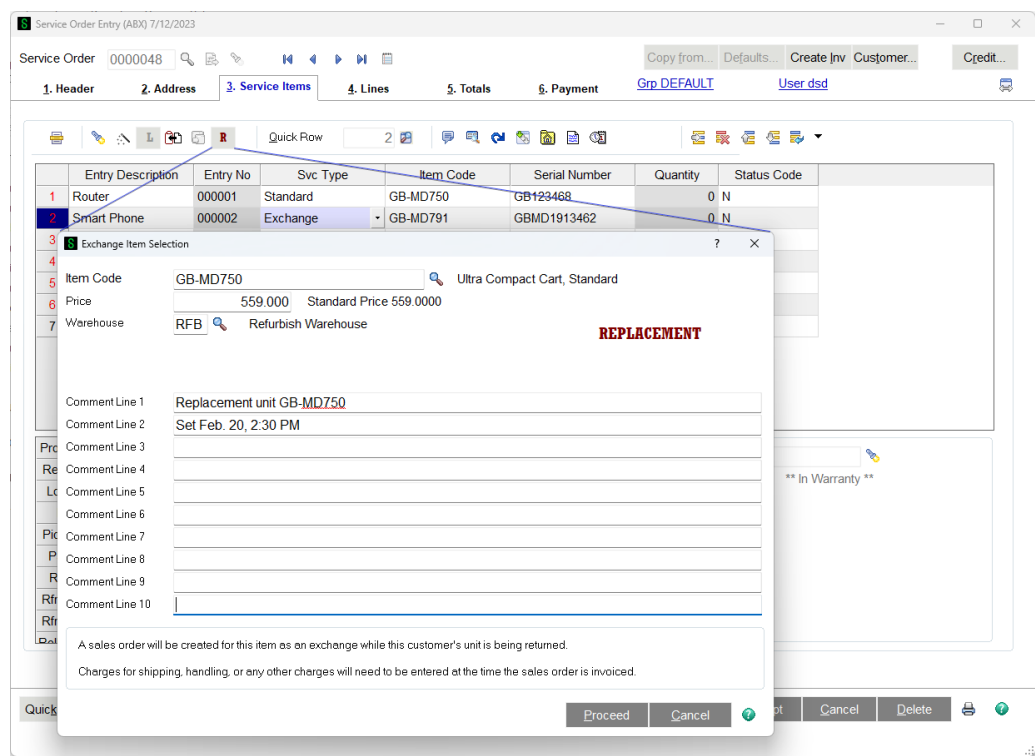 Service Order Entry (ABX) 7/12/2023
Service Order 0000048 Copy from... Defaults... Create Inv Customer... Credit...
1. Header 2. Address 3. Service Items 4. Lines 5. Totals 6. Payment Grp DEFAULT User dsd
L R Quick Row 2
Entry Description Entry No Svc Type Item Code Serial Number Quantity Status Code
1 Router 000001 Standard GB-MD750 GB123468 0 N
2 Smart Phone 000002 Exchange GB-MD791 GBMD1913462 0 N
3
4
5
6
7
S Exchange Item Selection ?
Item Code GB-MD750 Ultra Compact Cart, Standard
Price 559.000 Standard Price 559.0000
Warehouse RFB Refurbish Warehouse
REPLACEMENT
Comment Line 1 Replacement unit GB-MD750
Comment Line 2 Set Feb. 20, 2:30 PM
Comment Line 3
Comment Line 4
Comment Line 5
Comment Line 6
Comment Line 7
Comment Line 8
Comment Line 9
Comment Line 10
** In Warranty **
A sales order will be created for this item as an exchange while this customer's unit is being returned.
Charges for shipping, handling, or any other charges will need to be entered at the time the sales order is invoiced.
Proceed Cancel
Quick Cancel Delete